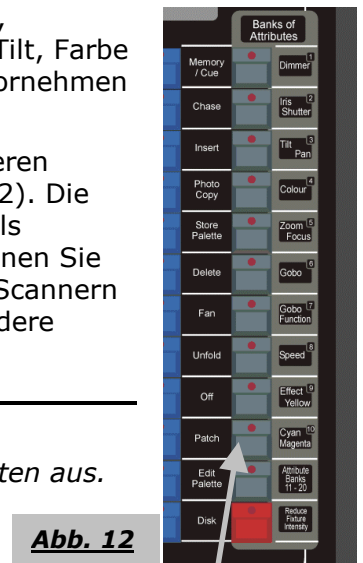 Tilt, Farbe
ornehmen
eren
2). Die
ls
nen Sie
Scannern
dere
ten aus.
Abb. 12
Banks of
Attributes
Memory
/ Cue
Dimmer 1
Chase
Iris 2
Shutter
Insert
Tilt 3
Pan
Photo
Copy
Colour 4
Store
Palette
Zoom 5
Focus
Delete
Gobo 6
Fan
Gobo 7
Function
Unfold
Speed 8
Off
Effect 9
Yellow
Patch
Cyan 10
Magenta
Edit
Palette
Attribute
Banks
11 - 20
Disk
Reduce
Fixture
Intensity